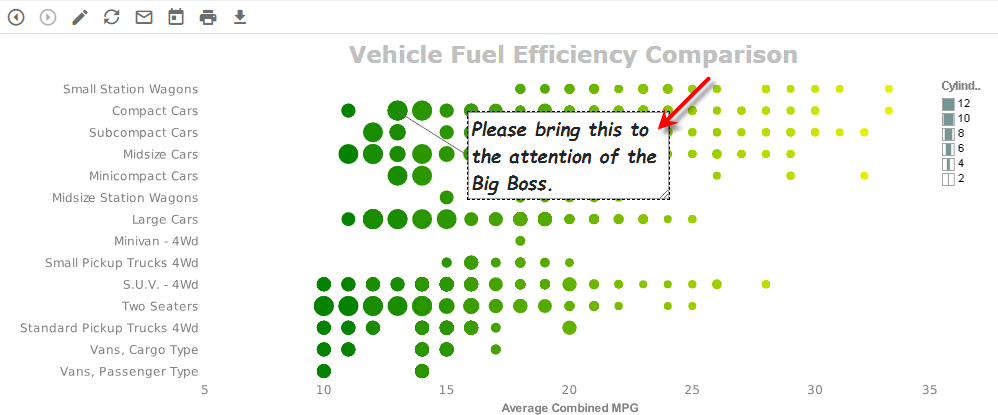 Vehicle Fuel Efficiency Comparison
Small Station Wagons
Compact Cars
Subcompact Cars
Midsize Cars
Minicompact Cars
Midsize Station Wagons
Large Cars
Minivan - 4Wd
Small Pickup Trucks 4Wd
S.U.V. - 4Wd
Two Seaters
Standard Pickup Trucks 4Wd
Vans, Cargo Type
Vans, Passenger Type
Please bring this to
the attention of the
Big Boss.
Cylind..
12
10
8
6
4
2
5 10 15 20 25 30 35
Average Combined MPG